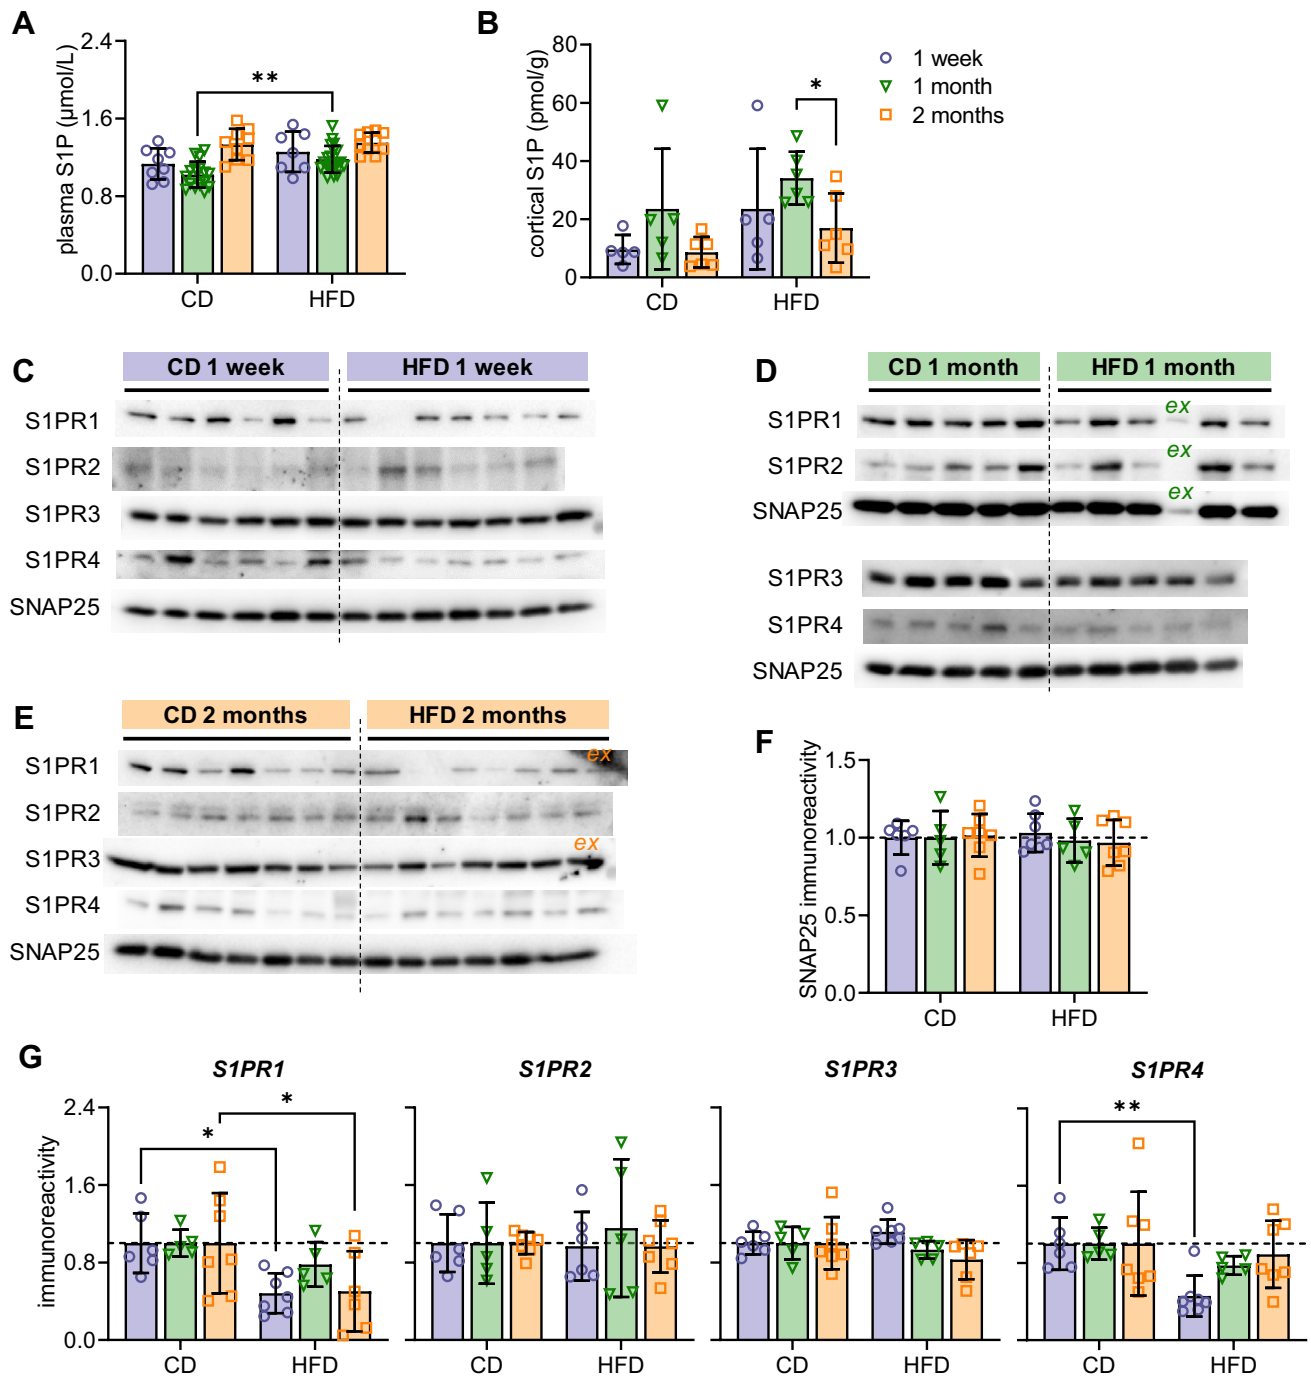 A
plasma S1P (µmol/L)
2.4
1.6
0.8
0.0
**
CD
HFD
B
cortical S1P (pmol/g)
80
60
40
20
0
*
CD
HFD
1 week
1 month
2 months
C
CD 1 week
HFD 1 week
S1PR1
S1PR2
S1PR3
S1PR4
SNAP25
D
CD 1 month
HFD 1 month
S1PR1
ex
S1PR2
ex
SNAP25
S1PR3
S1PR4
SNAP25
E
CD 2 months
HFD 2 months
S1PR1
ex
S1PR2
S1PR3
ex
S1PR4
SNAP25
F
SNAP25 immunoreactivity
1.5
1.0
0.5
0.0
CD
HFD
G
immunoreactivity
2.4
1.6
0.8
0.0
S1PR1
*
*
CD
HFD
S1PR2
CD
HFD
S1PR3
CD
HFD
S1PR4
**
CD
HFD